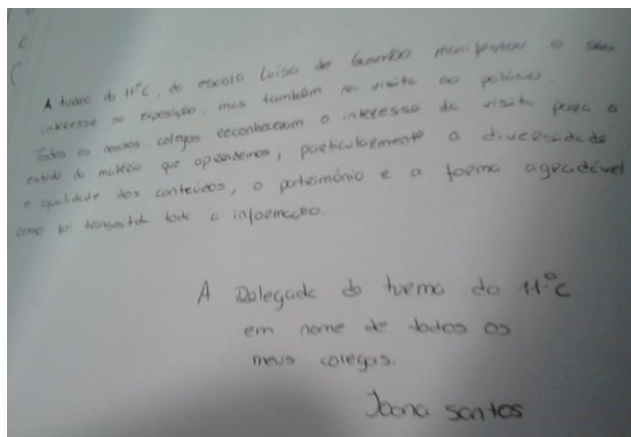 A turma do 11ºC, da escola Luísa de Gusmão manifestou o seu
interesse na exposição, mas também na visita ao palácio.
Todos os nossos colegas reconheceram o interesse da visita para o
estudo da matéria que aprendemos, particularmente a diversidade
e qualidade dos conteúdos, o património e a forma agradável
como foi transmitida toda a informação.
A Delegada da turma do 11ºC
em nome de todos os
meus colegas.
Joana Santos